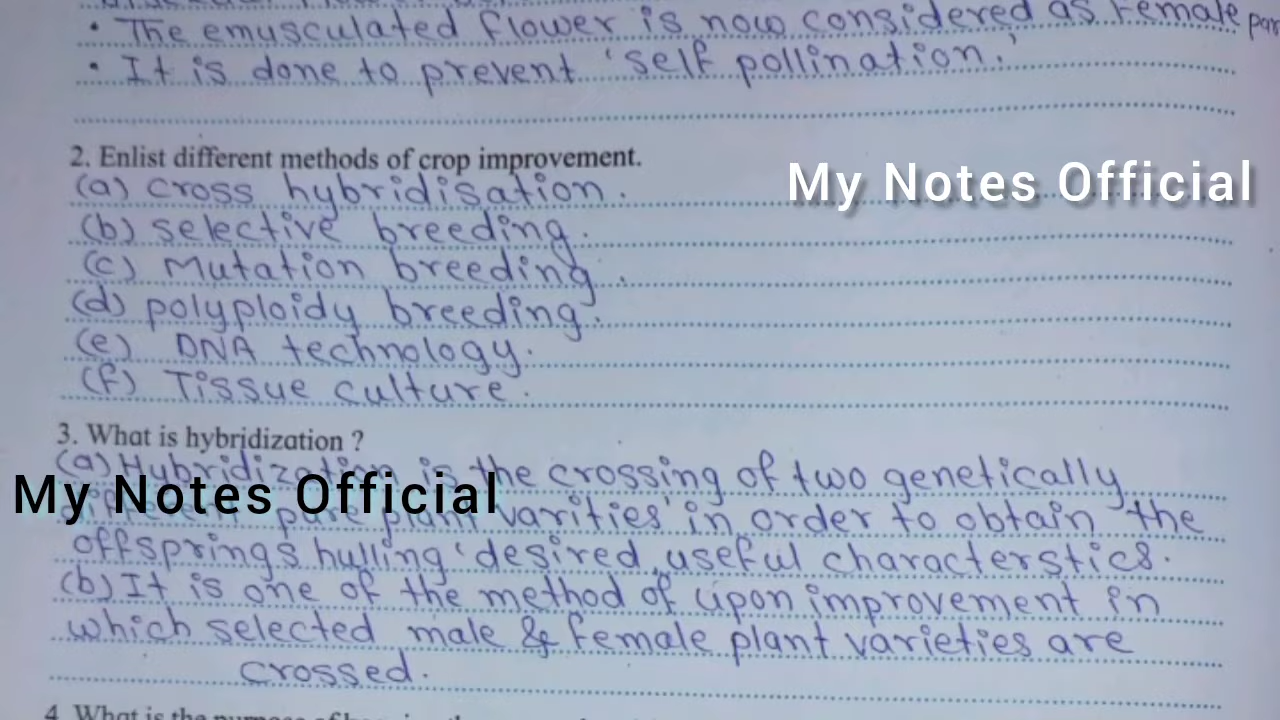 • The emusculated flower is now considered as Female
• It is done to prevent 'self pollination.'
2. Enlist different methods of crop improvement.
My Notes Official
(a) cross hybridisation.
(b) selective breeding.
(c) Mutation breeding.
(d) polyploidy breeding.
(e) DNA technology.
(f) Tissue culture.
3. What is hybridization ?
(a) Hybridization is the crossing of two genetically
My Notes Official
different 'pure plant varities' in order to obtain the
offsprings hulling 'desired useful characterstics.
(b) It is one of the method of upon improvement in
which selected male & female plant varieties are
crossed.
4. What is the purpose of